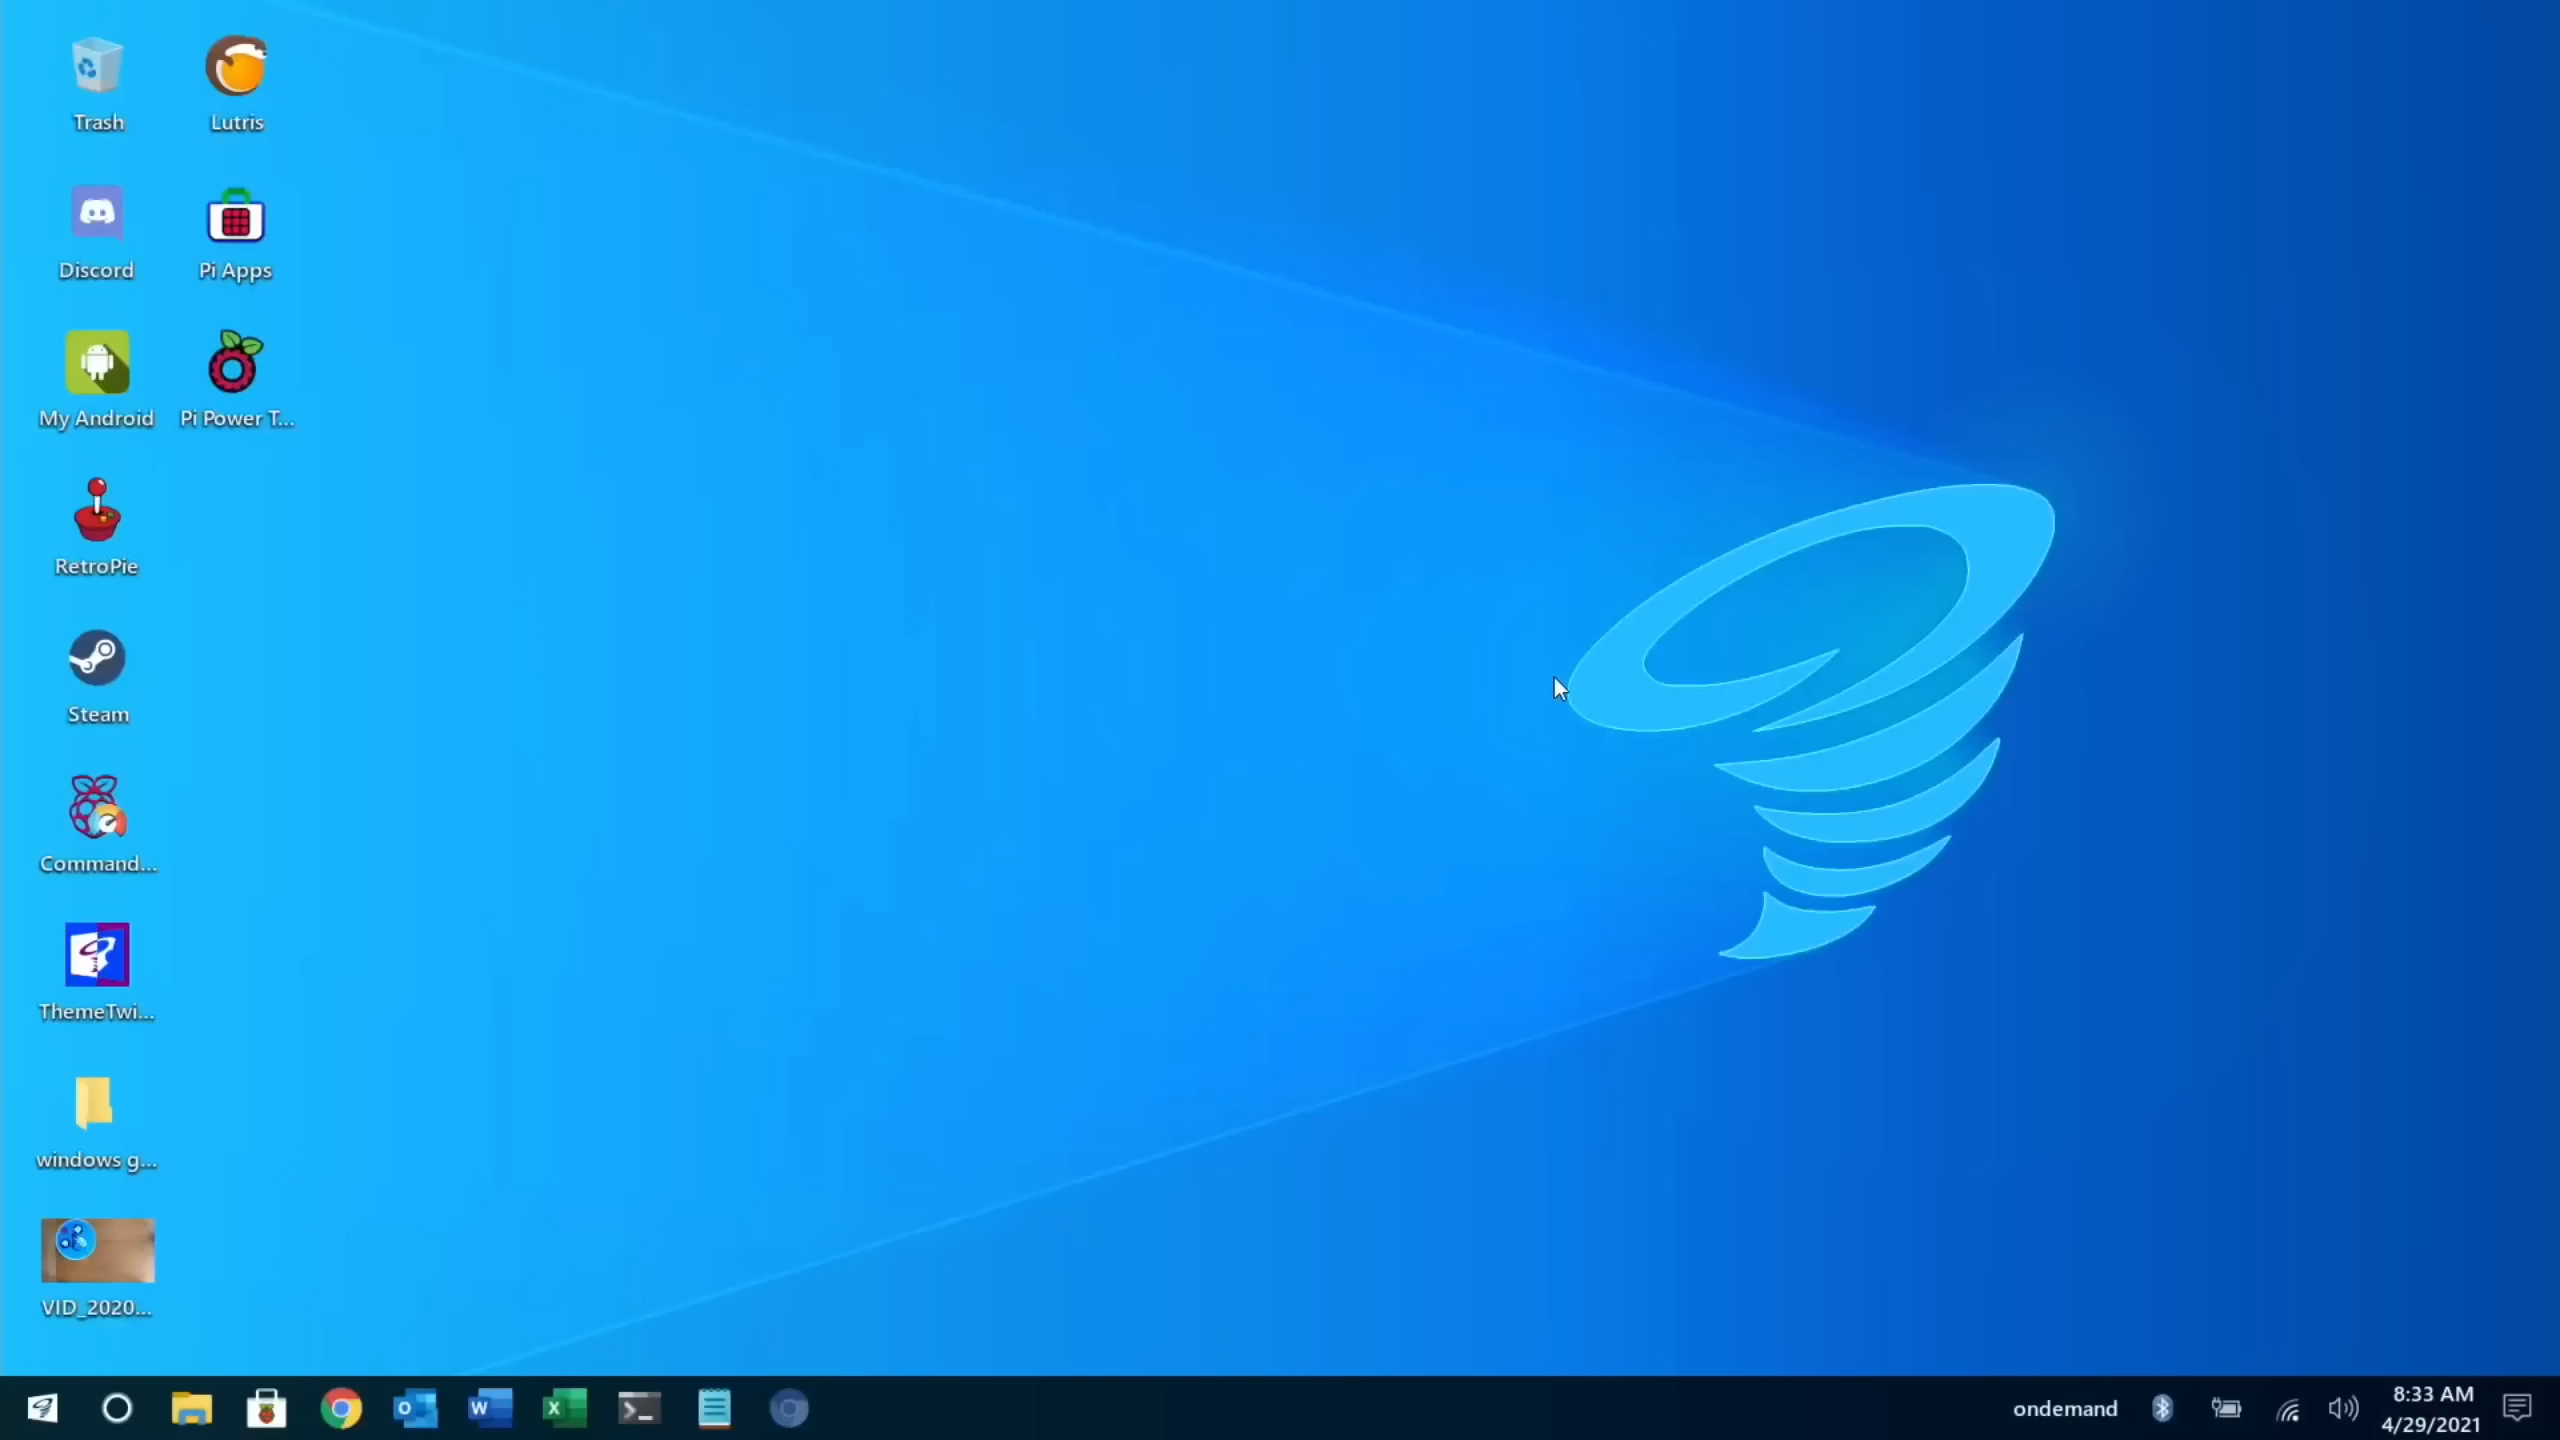 Trash
Lutris
Discord
Pi Apps
My Android
Pi Power T...
RetroPie
Steam
Command...
ThemeTwi...
windows g...
VID_2020...
ondemand
8:33 AM
4/29/2021